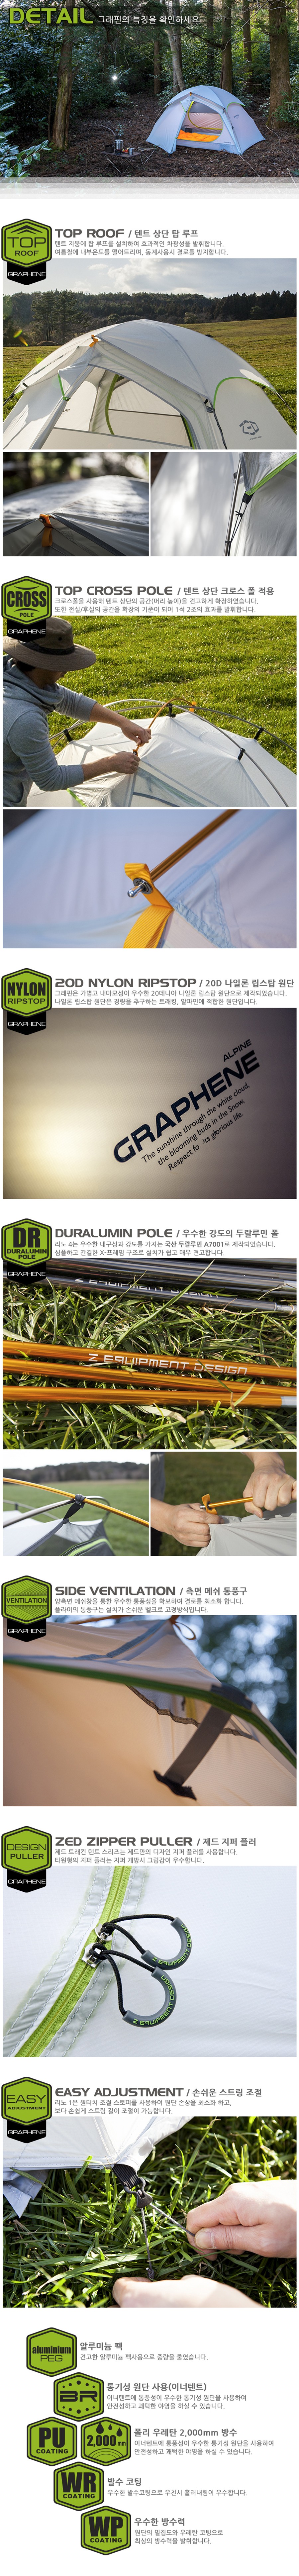 DETAIL 그래핀의 특징을 확인하세요.
TOP
ROOF
GRAPHENE
TOP ROOF / 텐트 상단 탑 루프
텐트 지붕에 탑 루프를 설치하여 효과적인 차광성을 발휘합니다.
여름철에 내부온도를 떨어뜨리며, 동계사용시 결로를 방지합니다.
CROSS
POLE
GRAPHENE
TOP CROSS POLE / 텐트 상단 크로스 폴 적용
크로스폴을 사용해 텐트 상단의 공간(머리 높이)을 견고하게 확장하였습니다.
또한 전실/후실의 공간을 확장의 기준이 되어 1석 2조의 효과를 발휘합니다.
NYLON
RIPSTOP
GRAPHENE
20D NYLON RIPSTOP / 20D 나일론 립스탑 원단
그래핀은 가볍고 내마모성이 우수한 20데니아 나일론 립스탑 원단으로 제작되었습니다.
나일론 립스탑 원단은 경량을 추구하는 트래킹, 알파인에 적합한 원단입니다.
ALPINE
GRAPHENE
The sunshine through the white cloud.
the blooming buds in the Snow.
Respect fo its glorious life.
DR
DURALUMIN
POLE
GRAPHENE
DURALUMIN POLE / 우수한 강도의 두랄루민 폴
리노 4는 우수한 내구성과 강도를 가지는 국산 두랄루민 A7001로 제작되었습니다.
심플하고 간결한 X-프레임 구조로 설치가 쉽고 매우 견고합니다.
EQUIPMENT DESIGN
Z EQUIPMENT DESIGN
VENTILATION
GRAPHENE
SIDE VENTILATION / 측면 메쉬 통풍구
양측면 메쉬창을 통한 우수한 통풍성을 확보하여 결로를 최소화 합니다.
플라이의 통풍구는 설치가 손쉬운 벨크로 고정방식입니다.
DESIGN
PULLER
GRAPHENE
ZED ZIPPER PULLER / 제드 지퍼 플러
제드 트래킨 텐트 스리즈는 제드만의 디자인 지퍼 플러를 사용합니다.
타원형의 지퍼 플러는 지퍼 개방시 그립감이 우수합니다.
EASY
ADJUSTMENT
GRAPHENE
EASY ADJUSTMENT / 손쉬운 스트링 조절
리노 1은 원터치 조절 스토퍼를 사용하여 원단 손상을 최소화 하고,
보다 손쉽게 스트링 길이 조절이 가능합니다.
aluminium
PEG
알루미늄 팩
견고한 알루미늄 펙사용으로 중량을 줄였습니다.
BR
통기성 원단 사용(이너텐트)
이너텐트에 통풍성이 우수한 통기성 원단을 사용하여
안전성하고 쾌탁한 야영을 하실 수 있습니다.
PU
COATING
2,000
mm
폴리 우레탄 2,000mm 방수
이너텐트에 통풍성이 우수한 통기성 원단을 사용하여
안전성하고 쾌탁한 야영을 하실 수 있습니다.
WR
COATING
발수 코팅
우수한 발수코팅으로 우천시 흘러내림이 우수합니다.
WP
COATING
우수한 방수력
원단의 밀집도와 우레탄 코팅으로
최상의 방수력을 발휘합니다.